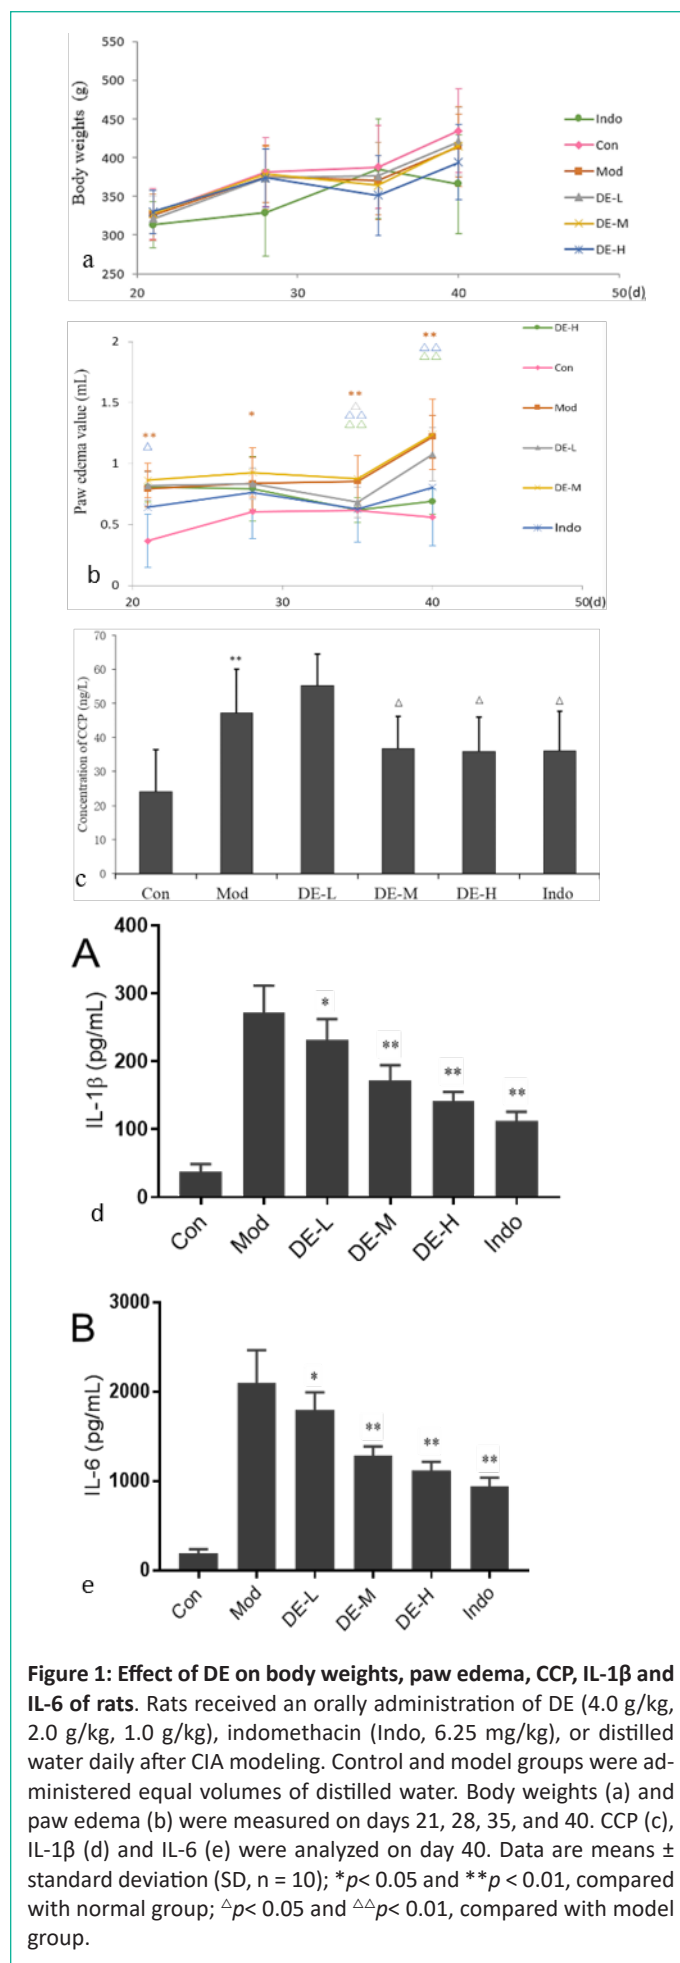 550
500
450
400
350
300
250
Body weights (g)
Indo
Con
Mod
DE-L
DE-M
DE-H
a
20
30
40
50(d)
2
1.5
1
0.5
0
Paw edema value (mL)
**
△
*
**
△
△△
△△
**
△△
△△
DE-H
Con
Mod
DE-L
DE-M
Indo
b
20
30
40
50(d)
70
60
50
40
30
20
10
0
Concentration of CCP (ng/L)
**
△
△
△
c
Con
Mod
DE-L
DE-M
DE-H
Indo
A
400
300
200
100
0
IL-1β (pg/mL)
*
**
**
**
d
Con
Mod
DE-L
DE-M
DE-H
Indo
B
3000
2000
1000
0
IL-6 (pg/mL)
*
**
**
**
e
Con
Mod
DE-L
DE-M
DE-H
Indo
Figure 1: Effect of DE on body weights, paw edema, CCP, IL-1β and
IL-6 of rats. Rats received an orally administration of DE (4.0 g/kg,
2.0 g/kg, 1.0 g/kg), indomethacin (Indo, 6.25 mg/kg), or distilled
water daily after CIA modeling. Control and model groups were ad-
ministered equal volumes of distilled water. Body weights (a) and
paw edema (b) were measured on days 21, 28, 35, and 40. CCP (c),
IL-1β (d) and IL-6 (e) were analyzed on day 40. Data are means ±
standard deviation (SD, n = 10); *p< 0.05 and **p < 0.01, compared
with normal group; △p< 0.05 and △△p< 0.01, compared with model
group.